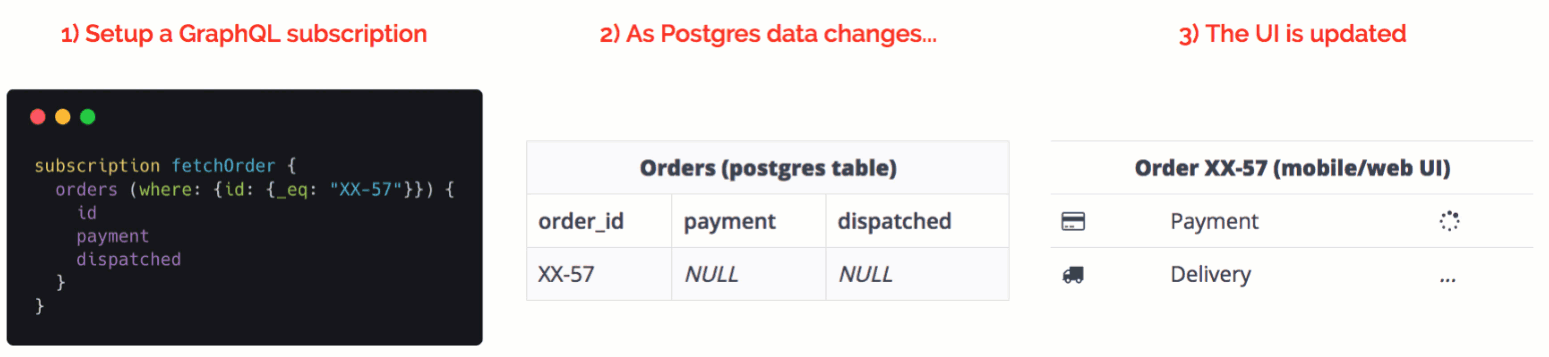 1) Setup a GraphQL subscription
subscription fetchOrder {
  orders (where: {id: {_eq: "XX-57"}}) {
    id
    payment
    dispatched
  }
}
2) As Postgres data changes...
Orders (postgres table)
order_id payment dispatched
XX-57 NULL NULL
3) The UI is updated
Order XX-57 (mobile/web UI)
Payment
Delivery ...